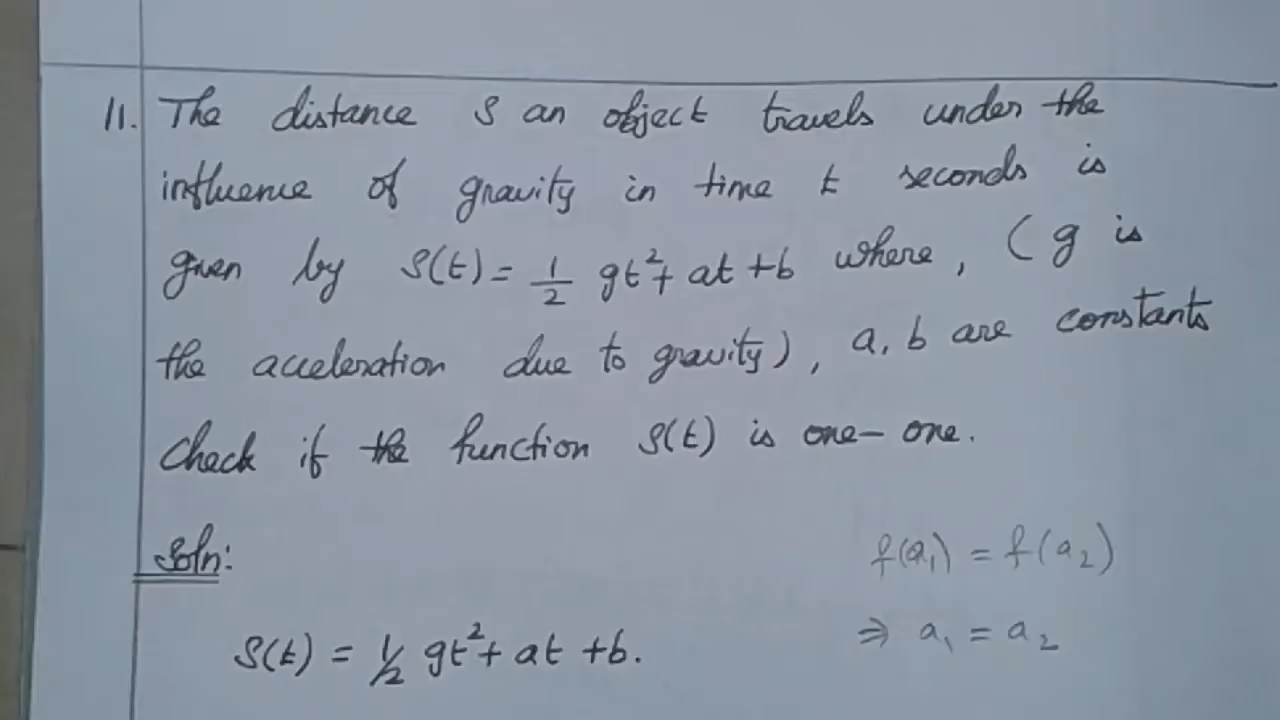 11. The distance S an object travels under the
influence of gravity in time t seconds is
given by S(t) = 1/2 gt² + at + b where, (g is
the acceleration due to gravity), a, b are constants
Check if the function S(t) is one-one.
Soln:
f(a₁) = f(a₂)
⇒ a₁ = a₂
S(t) = 1/2 gt² + at + b.